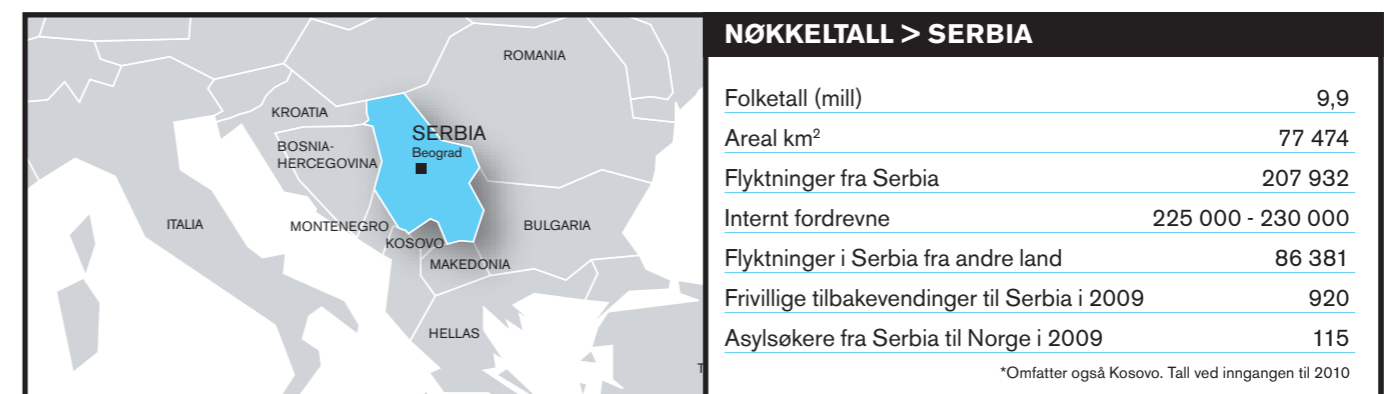 ROMANIA
KROATIA
SERBIA
BOSNIA-
HERCEGOVINA
Beograd
ITALIA
MONTENEGRO
BULGARIA
KOSOVO
MAKEDONIA
HELLAS
T
NØKKELTALL > SERBIA
Folketall (mill) 9,9
Areal km² 77 474
Flyktninger fra Serbia 207 932
Internt fordrevne 225 000 - 230 000
Flyktninger i Serbia fra andre land 86 381
Frivillige tilbakevendinger til Serbia i 2009 920
Asylsøkere fra Serbia til Norge i 2009 115
*Omfatter også Kosovo. Tall ved inngangen til 2010